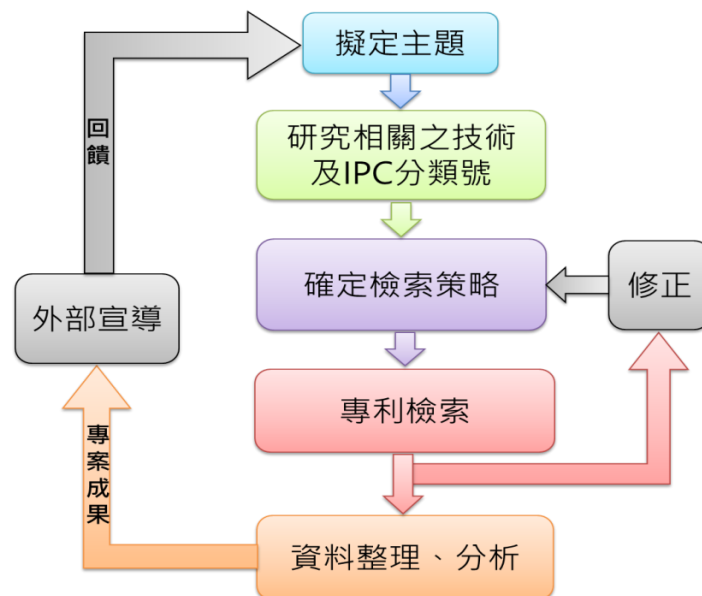 擬定主題
研究相關之技術
及IPC分類號
確定檢索策略
修正
專利檢索
資料整理、分析
專案成果
外部宣導
回饋